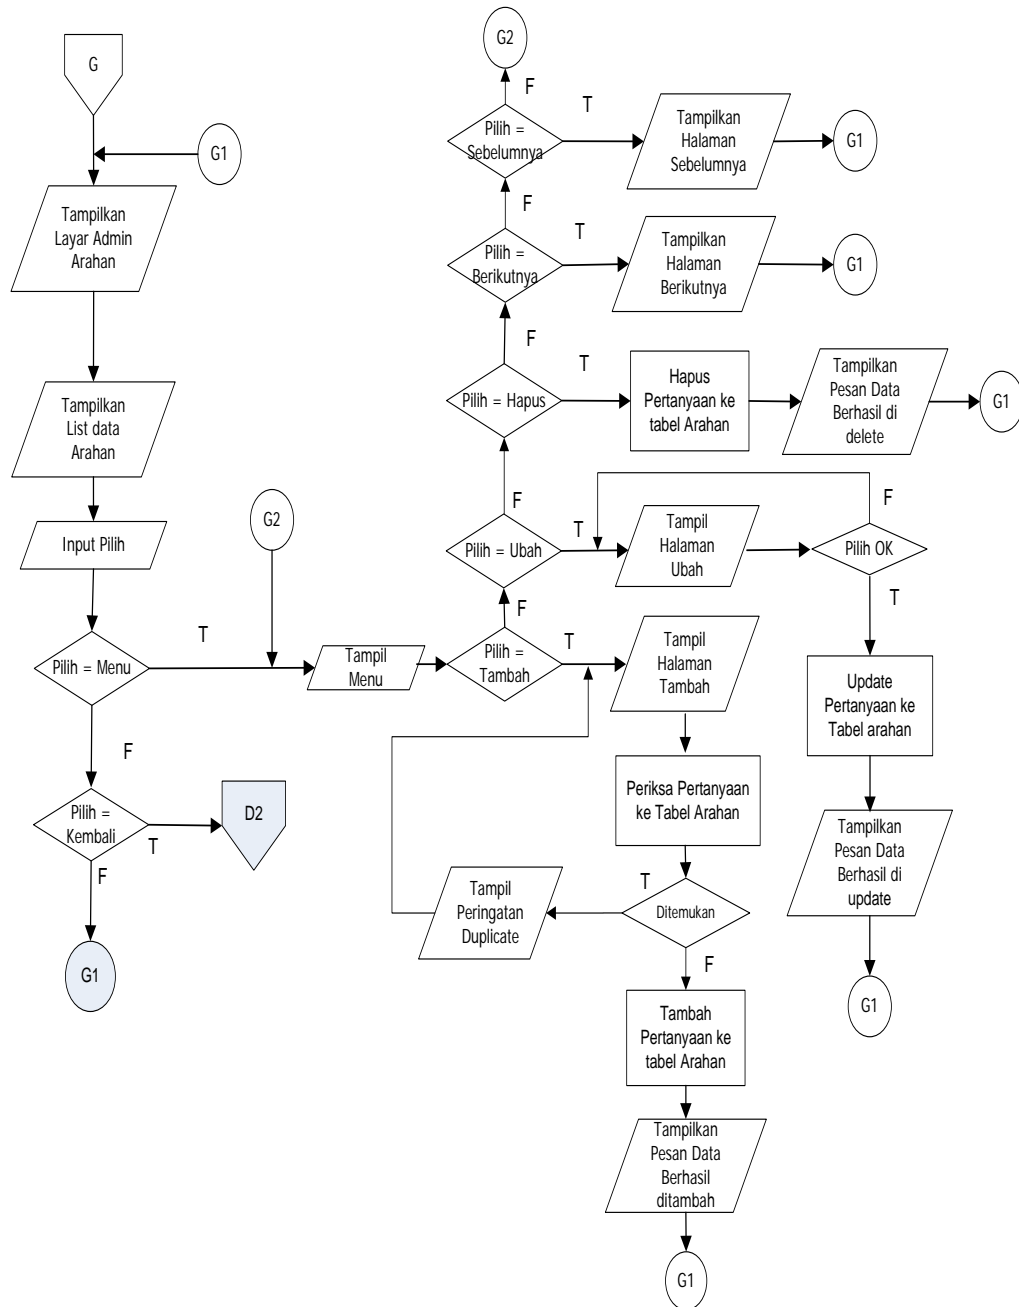 G
G1
Tampilkan
Layar Admin
Arahan
Tampilkan
List data
Arahan
Input Pilih
Pilih = Menu
T
F
Pilih =
Kembali
T
D2
F
G1
G2
Tampil
Menu
Pilih =
Tambah
T
F
Tampil
Halaman
Tambah
Periksa Pertanyaan
ke Tabel Arahan
Ditemukan
T
Tampil
Peringatan
Duplicate
F
Tambah
Pertanyaan ke
tabel Arahan
Tampilkan
Pesan Data
Berhasil
ditambah
G1
Pilih = Ubah
T
F
Tampil
Halaman
Ubah
Pilih OK
F
T
Update
Pertanyaan ke
Tabel arahan
Tampilkan
Pesan Data
Berhasil di
update
G1
Pilih = Hapus
T
F
Hapus
Pertanyaan ke
tabel Arahan
Tampilkan
Pesan Data
Berhasil di
delete
G1
Pilih =
Berikutnya
T
F
Tampilkan
Halaman
Berikutnya
G1
Pilih =
Sebelumnya
T
F
Tampilkan
Halaman
Sebelumnya
G1
G2